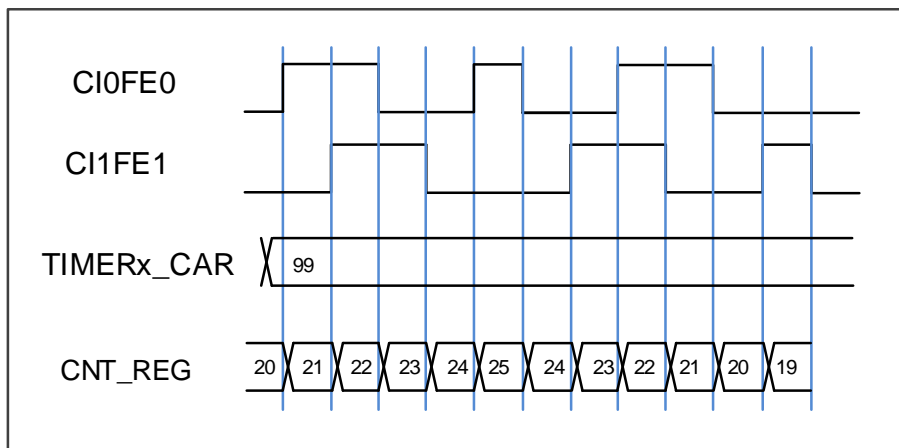 CI0FE0
CI1FE1
TIMERx_CAR 99
CNT_REG 20 21 22 23 24 25 24 23 22 21 20 19